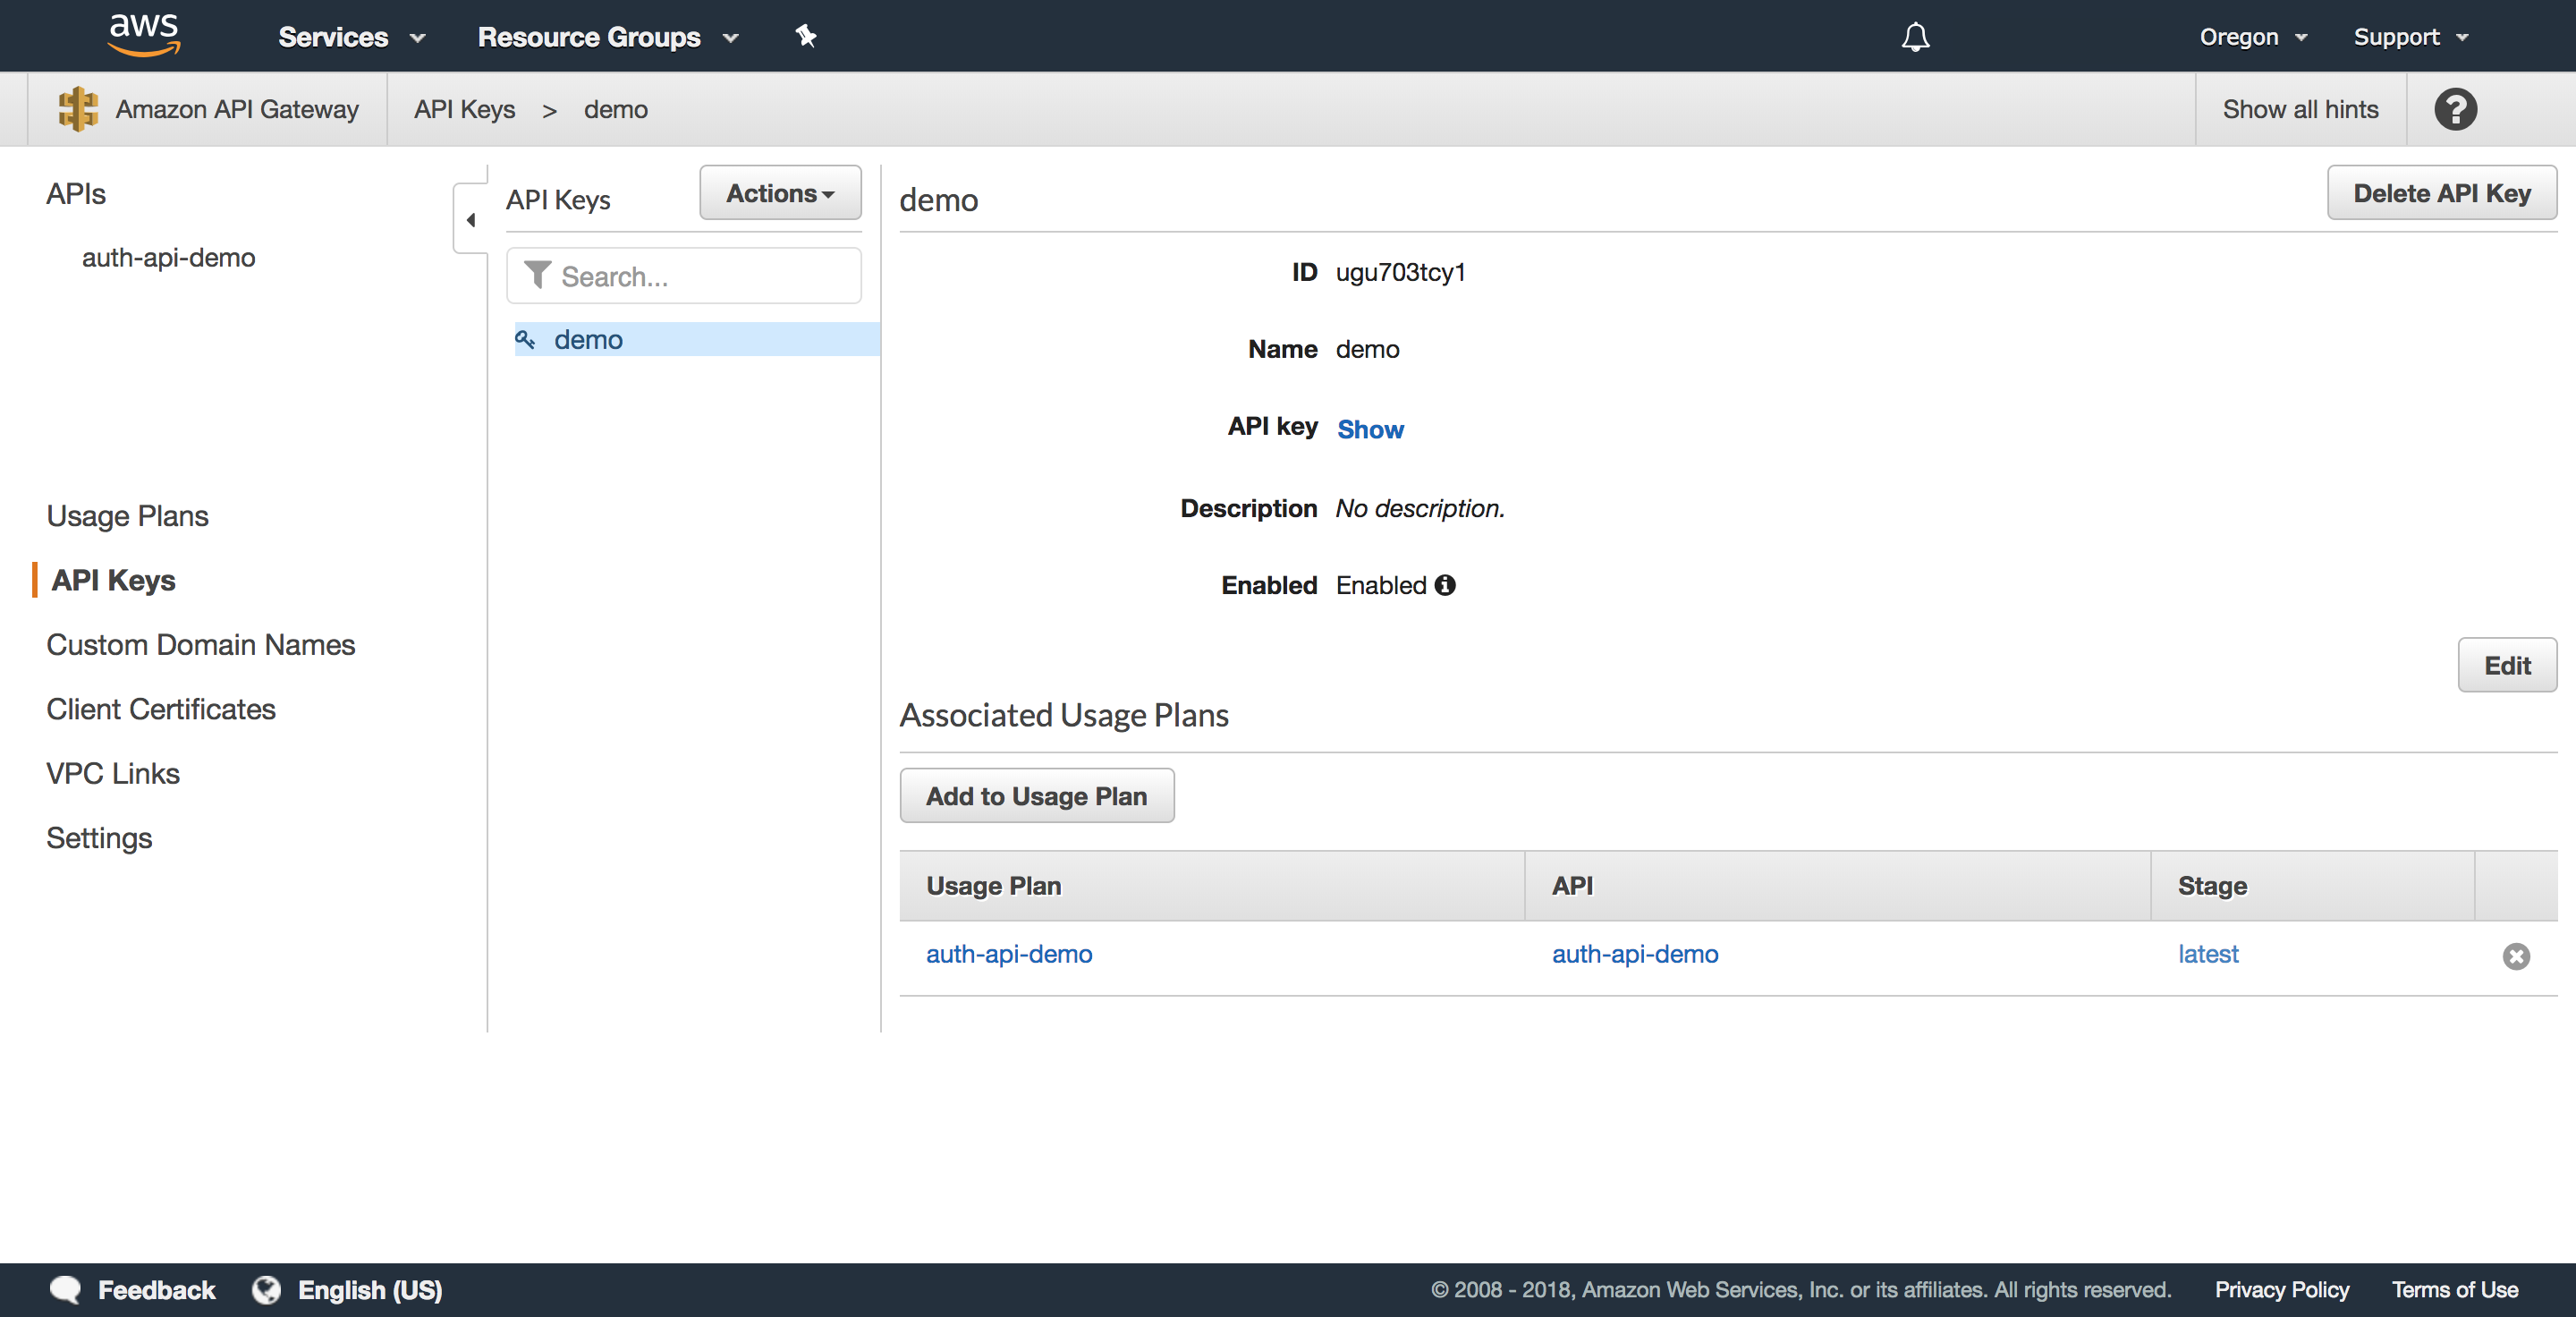 aws Services Resource Groups Oregon Support
Amazon API Gateway API Keys > demo Show all hints ?
APIs
auth-api-demo
Usage Plans
API Keys
Custom Domain Names
Client Certificates
VPC Links
Settings
API Keys Actions
Search...
demo
demo Delete API Key
ID ugu703tcy1
Name demo
API key Show
Description No description.
Enabled Enabled
Edit
Associated Usage Plans
Add to Usage Plan
Usage Plan API Stage
auth-api-demo auth-api-demo latest
Feedback English (US) © 2008 - 2018, Amazon Web Services, Inc. or its affiliates. All rights reserved. Privacy Policy Terms of Use